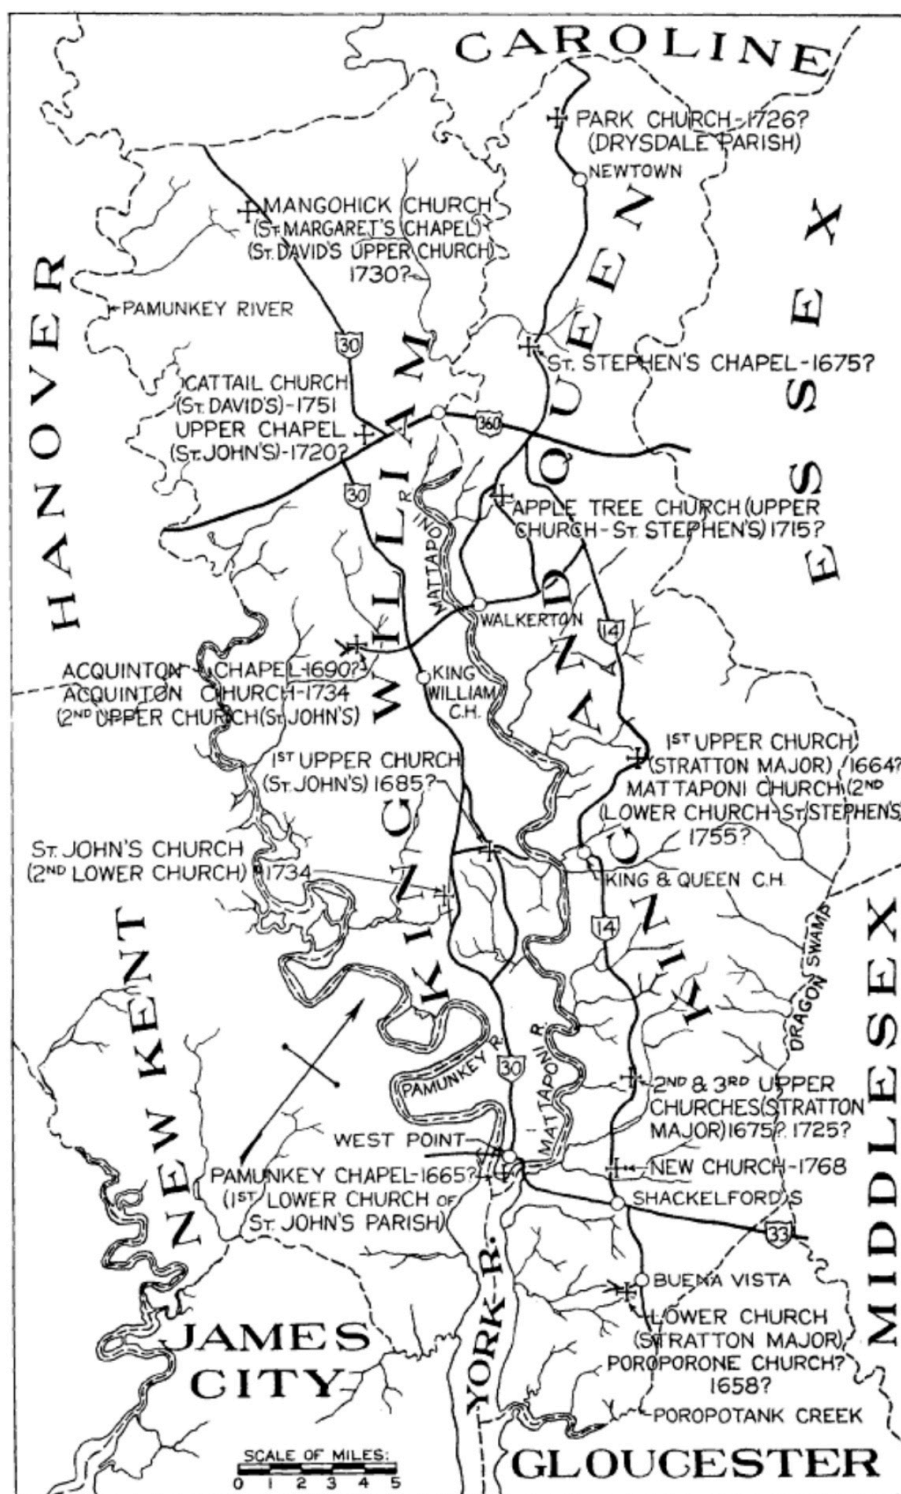 CAROLINE
PARK CHURCH-1726?
(DRYSDALE PARISH)
NEWTOWN
MANGOHICK CHURCH
(ST. MARGARET'S CHAPEL)
(ST. DAVID'S UPPER CHURCH)
1730?
HANOVER
PAMUNKEY RIVER
KING AND QUEEN
ESSEX
30
ST. STEPHEN'S CHAPEL-1675?
CATTAIL CHURCH
(ST. DAVID'S)-1751
UPPER CHAPEL
(ST. JOHN'S)-1720?
360
KING WILLIAM
30
MATTAPONI R.
APPLE TREE CHURCH (UPPER
CHURCH-ST. STEPHEN'S) 1715?
WALKERTON
14
ACQUINTON CHAPEL-1690?
ACQUINTON CHURCH-1734
(2ND UPPER CHURCH (ST. JOHN'S)
KING
WILLIAM
C.H.
1ST UPPER CHURCH
(ST. JOHN'S) 1685?
1ST UPPER CHURCH
(STRATTON MAJOR) 1664?
MATTAPONI CHURCH (2ND
LOWER CHURCH-ST. STEPHEN'S)
1755?
ST. JOHN'S CHURCH
(2ND LOWER CHURCH) 1734
KING & QUEEN C.H.
14
DRAGON SWAMP
NEW KENT
MIDDLESEX
PAMUNKEY R.
30
MATTAPONI R.
2ND & 3RD UPPER
CHURCHES (STRATTON
MAJOR) 1675? 1725?
WEST POINT
PAMUNKEY CHAPEL-1665?
(1ST LOWER CHURCH OF
ST. JOHN'S PARISH)
NEW CHURCH-1768
SHACKELFORDS
33
YORK R.
BUENA VISTA
LOWER CHURCH
(STRATTON MAJOR)
POROPORONE CHURCH?
1658?
JAMES
CITY
POROPOTANK CREEK
GLOUCESTER
SCALE OF MILES:
0 1 2 3 4 5